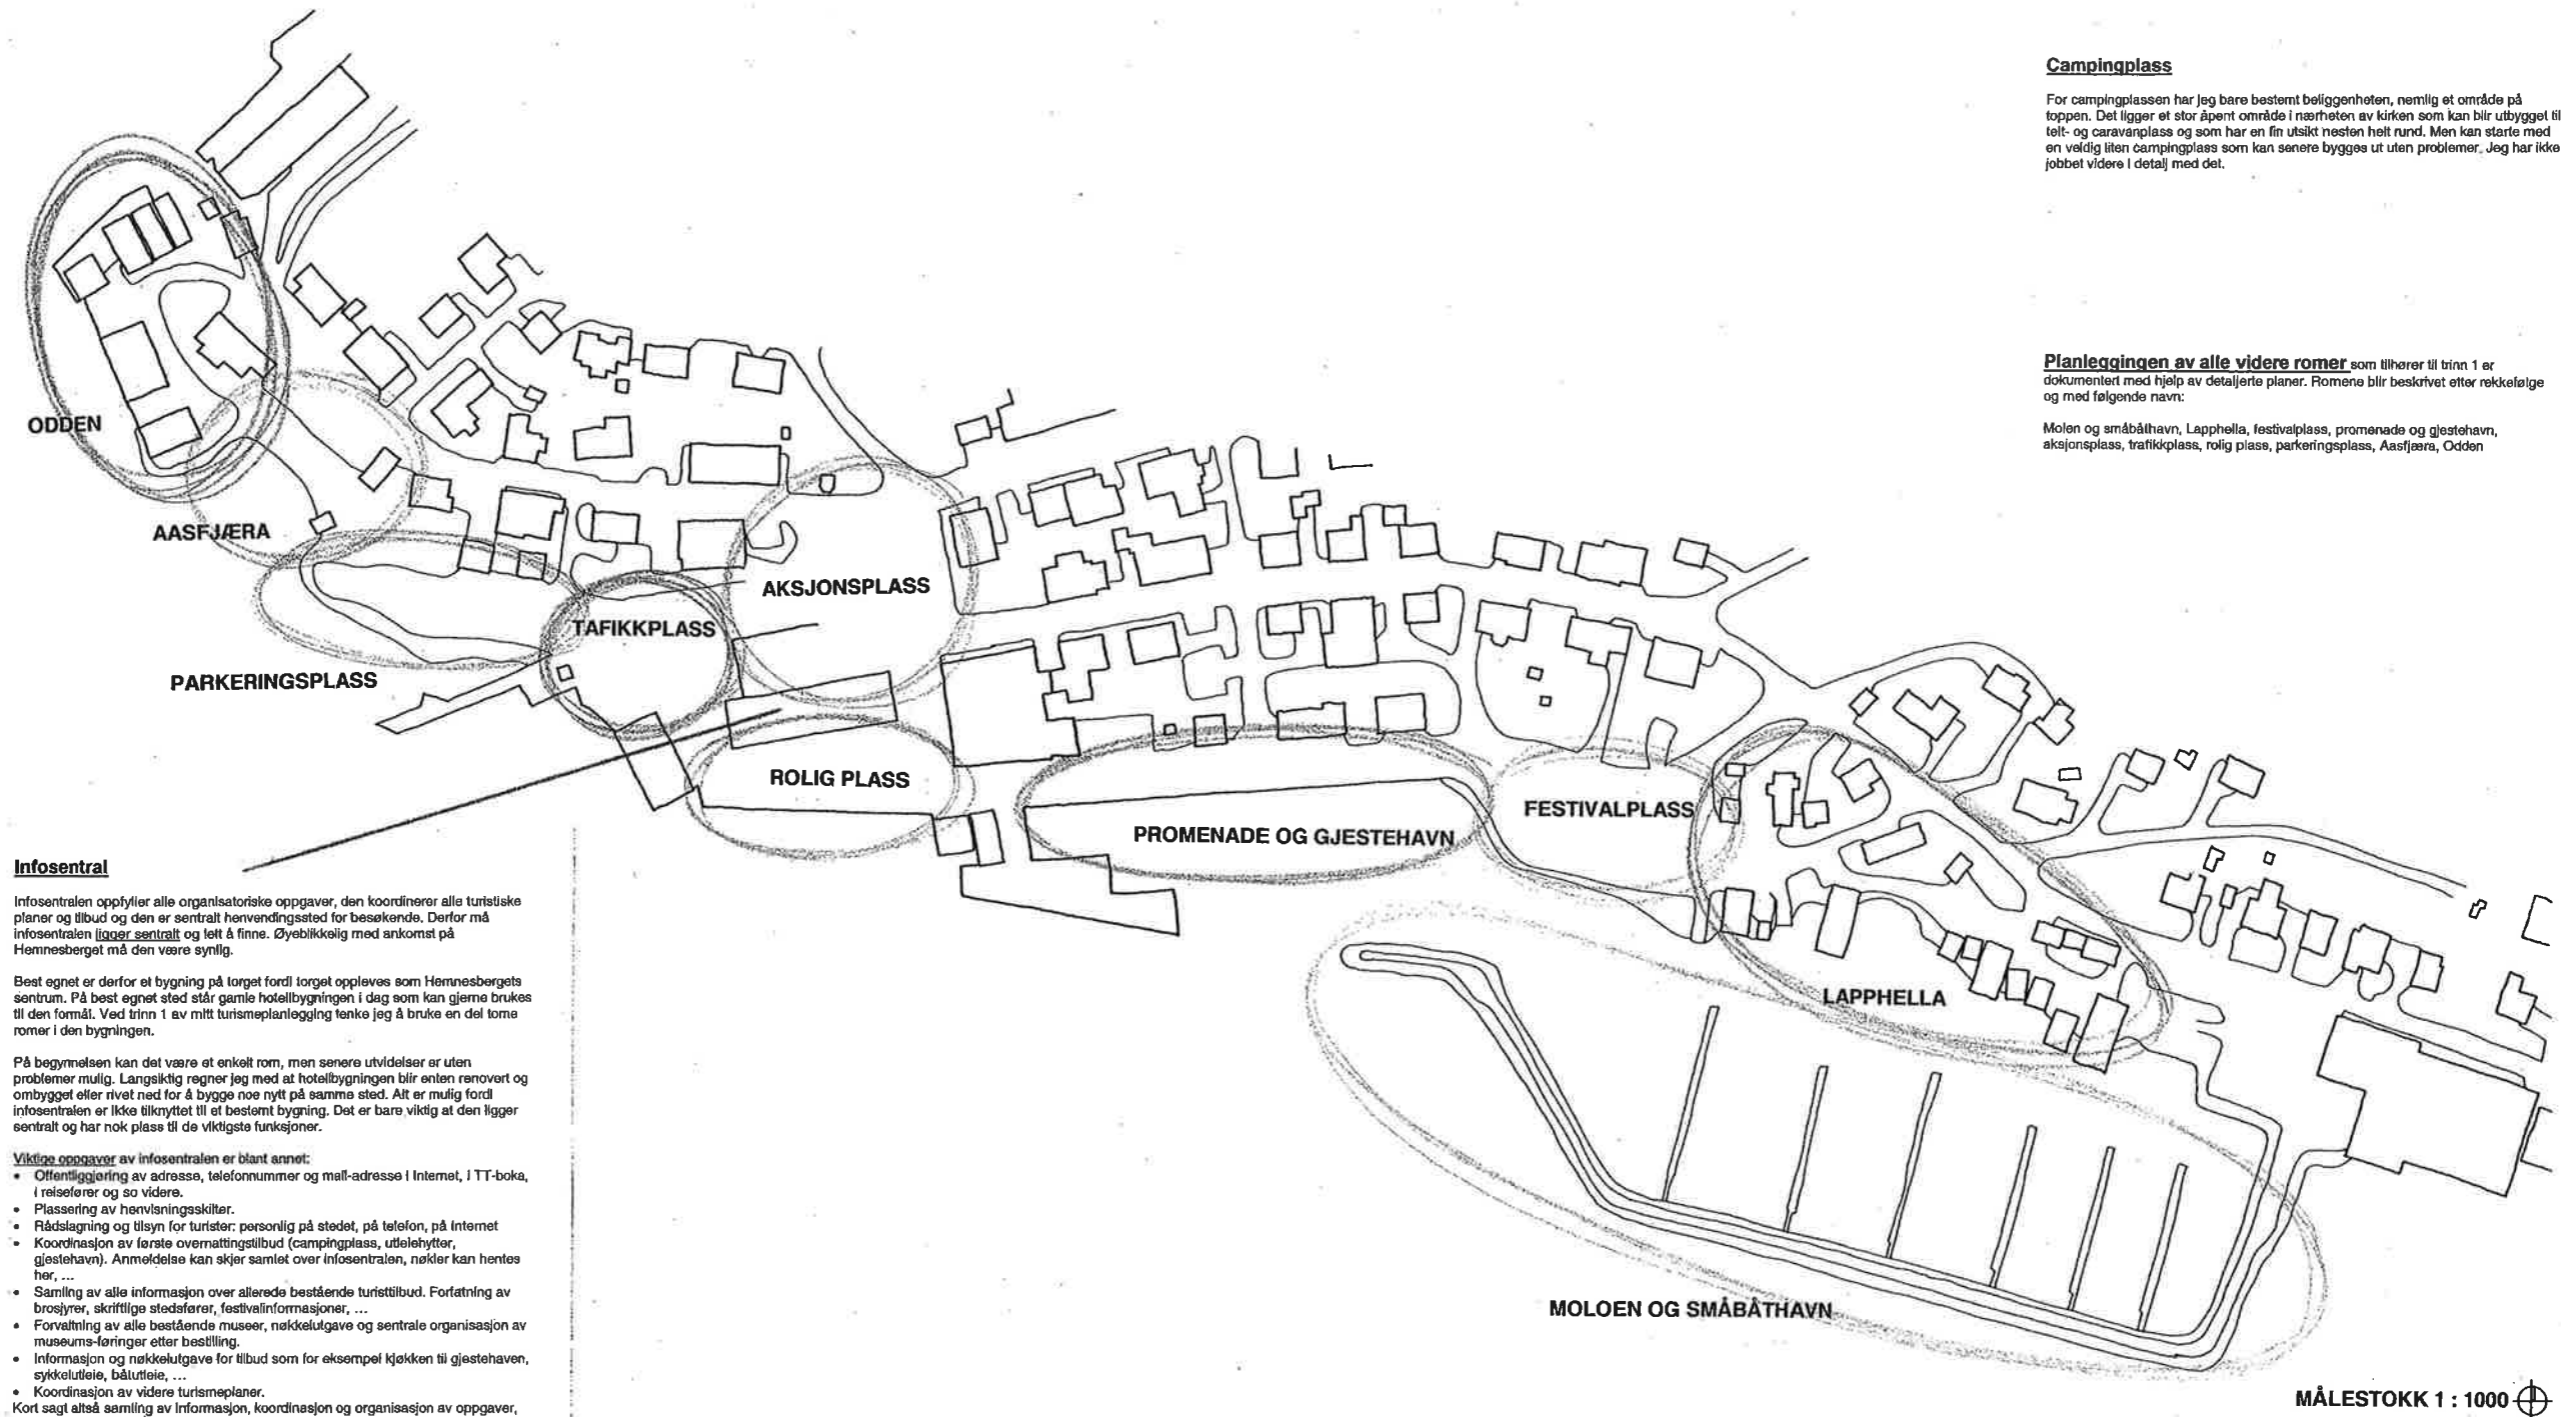 Campingplass
For campingplassen har jeg bare bestemt beliggenheten, nemlig et område på
toppen. Det ligger et stor åpent område i nærheten av kirken som kan blir utbygget til
telt- og caravanplass og som har en fin utsikt nesten helt rund. Men kan starte med
en veldig liten campingplass som kan senere bygges ut uten problemer. Jeg har ikke
jobbet videre i detalj med det.
Planleggingen av alle videre romer som tilhører til trinn 1 er
dokumentert med hjelp av detaljerte planer. Romene blir beskrivet etter rekkefølge
og med følgende navn:
Molen og småbåthavn, Lapphella, festivalplass, promenade og gjestehavn,
aksjonsplass, trafikkplass, rolig plass, parkeringsplass, Aasfjæra, Odden
ODDEN
AASFJÆRA
AKSJONSPLASS
TAFIKKPLASS
PARKERINGSPLASS
ROLIG PLASS
FESTIVALPLASS
PROMENADE OG GJESTEHAVN
LAPPHELLA
MOLOEN OG SMÅBÅTHAVN
Infosentral
Infosentralen oppfyller alle organisatoriske oppgaver, den koordinerer alle turistiske
planer og tilbud og den er sentralt henvendingssted for besøkende. Derfor må
infosentralen ligger sentralt og lett å finne. Øyeblikkelig med ankomst på
Hemnesberget må den være synlig.
Best egnet er derfor et bygning på torget fordi torget oppleves som Hemnesbergets
sentrum. På best egnet sted står gamle hotellbygningen i dag som kan gjerne brukes
til den formål. Ved trinn 1 av mitt turismeplanlegging tenke jeg å bruke en del tome
romer i den bygningen.
På begynnelsen kan det være et enkelt rom, men senere utvidelser er uten
problemer mulig. Langsiktig regner jeg med at hotellbygningen blir enten renovert og
ombygget eller rivet ned for å bygge noe nytt på samme sted. Alt er mulig fordi
infosentralen er ikke tilknyttet til et bestemt bygning. Det er bare viktig at den ligger
sentralt og har nok plass til de viktigste funksjoner.
Viktige oppgaver av infosentralen er blant annet:
• Offentliggjøring av adresse, telefonnummer og mail-adresse i Internet, i TT-boka,
i reisefører og so videre.
• Plassering av henvisningsskilter.
• Rådslagning og tilsyn for turister: personlig på stedet, på telefon, på Internet
• Koordinasjon av første overnattingstilbud (campingplass, utleiehytter,
gjestehavn). Anmeldelse kan skjer samlet over infosentralen, nøkler kan hentes
her, ...
• Samling av alle informasjon over allerede bestående turisttilbud. Forfatning av
brosjyrer, skriftlige stedsfører, festivalinformasjoner, ...
• Forvaltning av alle bestående museer, nøkkelutgave og sentrale organisasjon av
museums-føringer etter bestilling.
• Informasjon og nøkkelutgave for tilbud som for eksempel kjøkken til gjestehaven,
sykkelutleie, båtutleie, ...
• Koordinasjon av videre turismeplaner.
Kort sagt altså samling av informasjon, koordinasjon og organisasjon av oppgaver,
MÅLESTOKK 1 : 1000